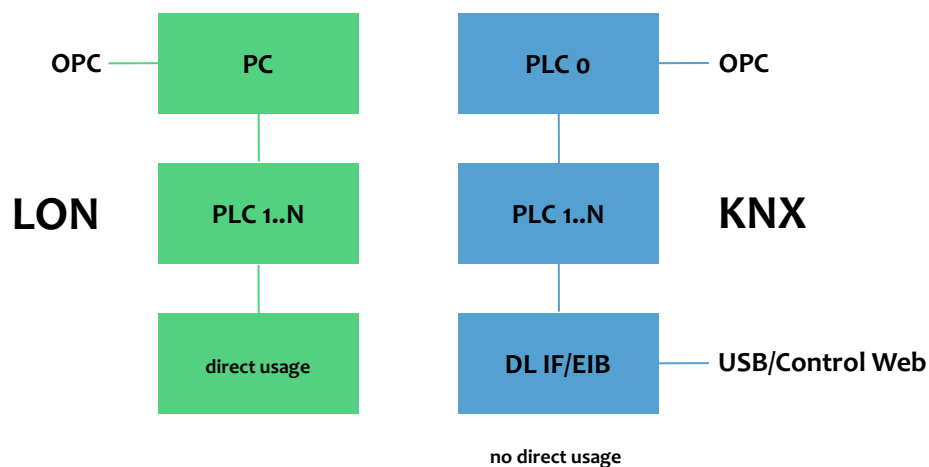 OPC
PC
PLC 0
OPC
LON
PLC 1..N
PLC 1..N
KNX
direct usage
DL IF/EIB
USB/Control Web
no direct usage